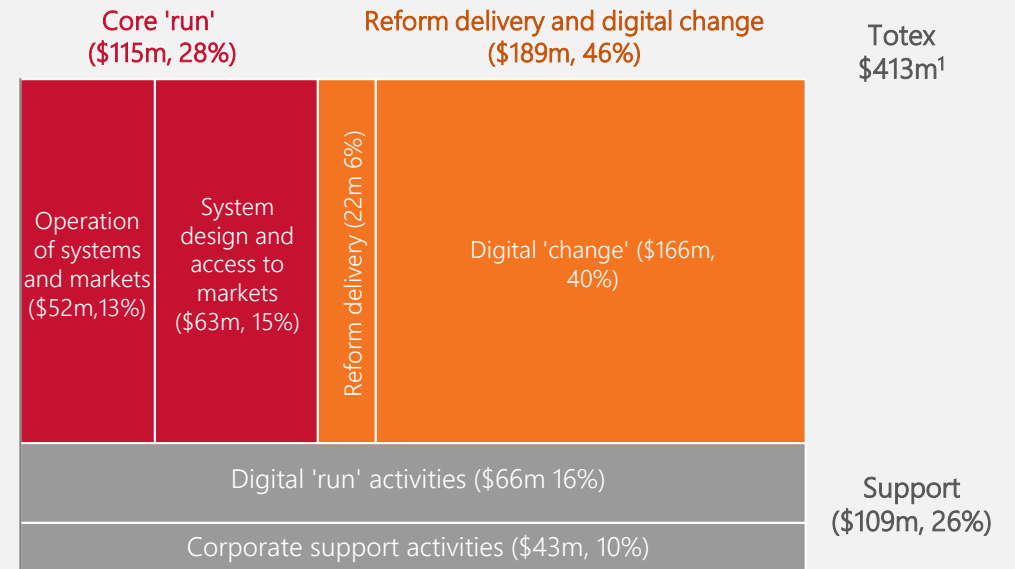 Core 'run'
($115m, 28%)
Reform delivery and digital change
($189m, 46%)
Totex
$413m¹
Operation
of systems
and markets
($52m,13%)
System
design and
access to
markets
($63m, 15%)
Reform delivery (22m 6%)
Digital 'change' ($166m,
40%)
Digital 'run' activities ($66m 16%)
Support
($109m, 26%)
Corporate support activities ($43m, 10%)